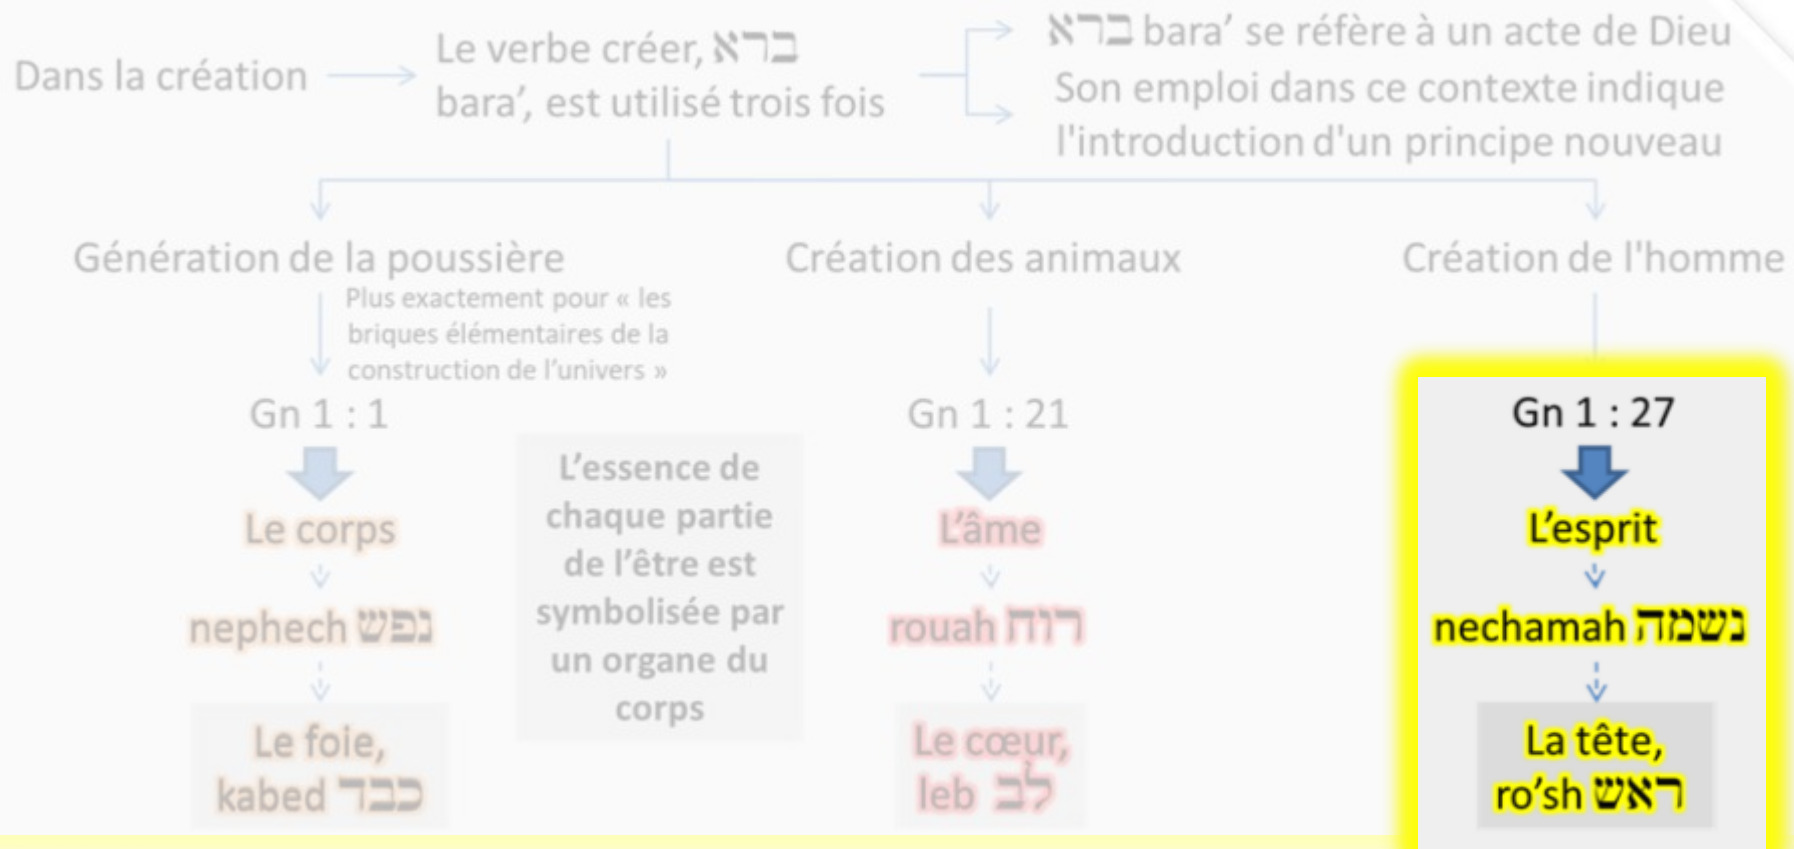 Dans la création
Le verbe créer, ברא
bara’, est utilisé trois fois
ברא bara’ se réfère à un acte de Dieu
Son emploi dans ce contexte indique
l'introduction d'un principe nouveau
Génération de la poussière
Plus exactement pour « les
briques élémentaires de la
construction de l’univers »
Gn 1 : 1
Le corps
nephech נפש
Le foie,
kabed כבד
L’essence de
chaque partie
de l’être est
symbolisée par
un organe du
corps
Création des animaux
Gn 1 : 21
L’âme
rouah רוח
Le cœur,
leb לב
Création de l'homme
Gn 1 : 27
L’esprit
nechamah נשמה
La tête,
ro’sh ראש